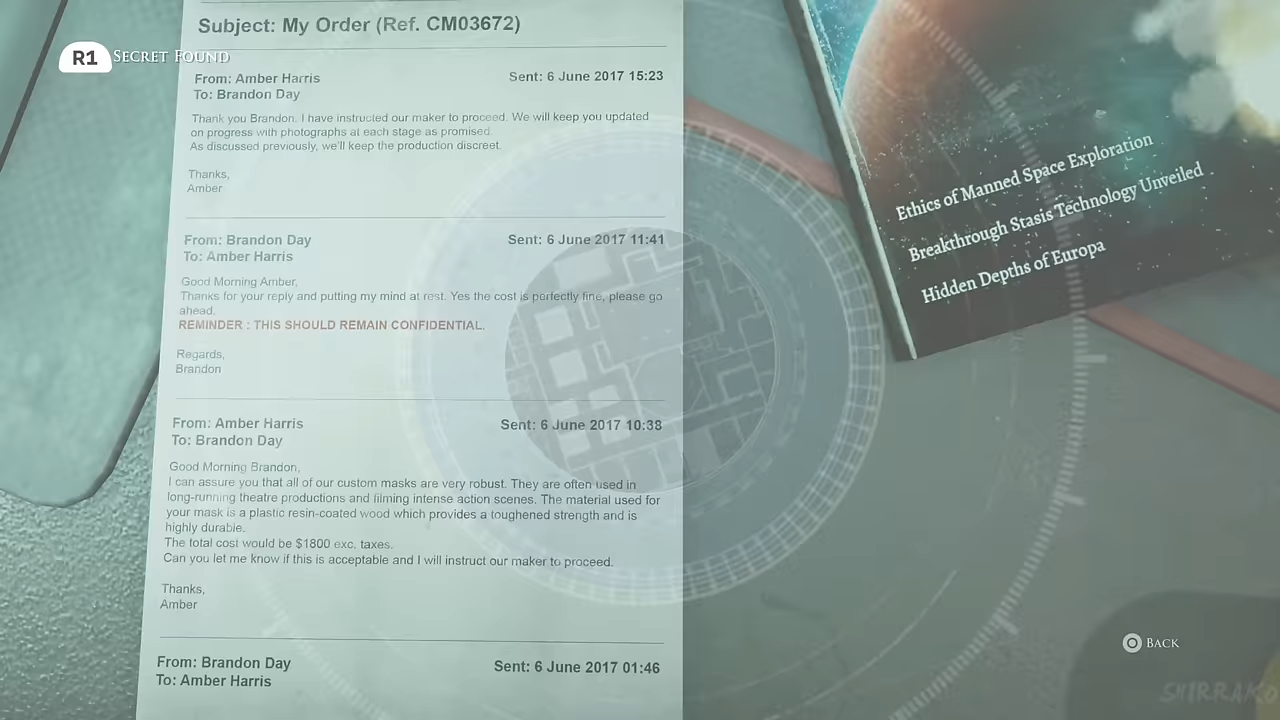 Subject: My Order (Ref. CM03672)
R1 Secret Found
From: Amber Harris
Sent: 6 June 2017 15:23
To: Brandon Day
Thank you Brandon. I have instructed our maker to proceed. We will keep you updated
on progress with photographs at each stage as promised.
As discussed previously, we'll keep the production discreet.
Thanks,
Amber
From: Brandon Day
Sent: 6 June 2017 11:41
To: Amber Harris
Good Morning Amber,
Thanks for your reply and putting my mind at rest. Yes the cost is perfectly fine, please go
ahead.
REMINDER : THIS SHOULD REMAIN CONFIDENTIAL.
Regards,
Brandon
From: Amber Harris
Sent: 6 June 2017 10:38
To: Brandon Day
Good Morning Brandon,
I can assure you that all of our custom masks are very robust. They are often used in
long-running theatre productions and filming intense action scenes. The material used for
your mask is a plastic resin-coated wood which provides a toughened strength and is
highly durable.
The total cost would be $1800 exc. taxes.
Can you let me know if this is acceptable and I will instruct our maker to proceed.
Thanks,
Amber
From: Brandon Day
Sent: 6 June 2017 01:46
To: Amber Harris
Ethics of Manned Space Exploration
Breakthrough Stasis Technology Unveiled
Hidden Depths of Europa
Back
SHIRRAKO